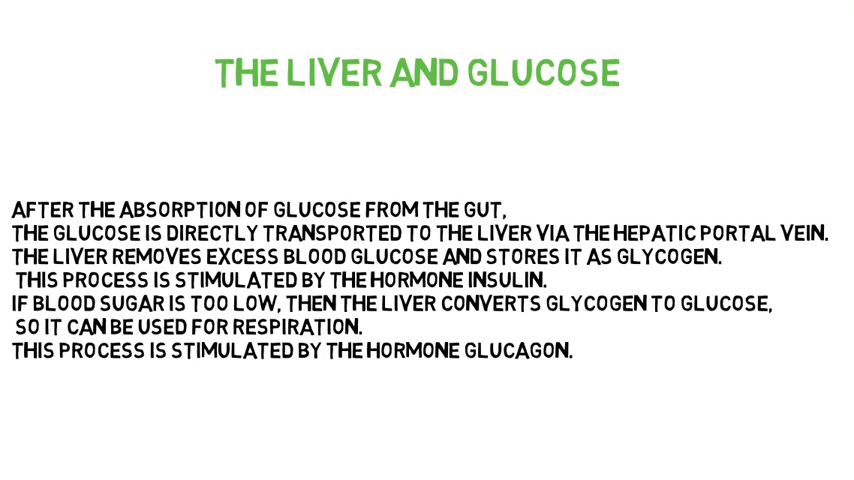 THE LIVER AND GLUCOSE
AFTER THE ABSORPTION OF GLUCOSE FROM THE GUT,
THE GLUCOSE IS DIRECTLY TRANSPORTED TO THE LIVER VIA THE HEPATIC PORTAL VEIN.
THE LIVER REMOVES EXCESS BLOOD GLUCOSE AND STORES IT AS GLYCOGEN.
THIS PROCESS IS STIMULATED BY THE HORMONE INSULIN.
IF BLOOD SUGAR IS TOO LOW, THEN THE LIVER CONVERTS GLYCOGEN TO GLUCOSE,
SO IT CAN BE USED FOR RESPIRATION.
THIS PROCESS IS STIMULATED BY THE HORMONE GLUCAGON.